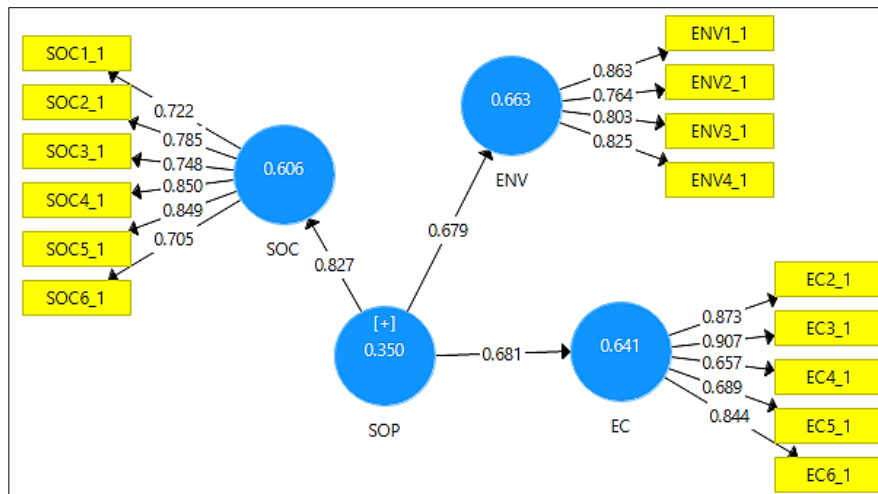 SOC1_1
SOC2_1
SOC3_1
SOC4_1
SOC5_1
SOC6_1
0.722
0.785
0.748
0.850
0.849
0.705
0.606
SOC
0.827
ENV1_1
ENV2_1
ENV3_1
ENV4_1
0.863
0.764
0.803
0.825
0.663
ENV
0.679
[+]
0.350
SOP
0.681
0.641
EC
0.873
0.907
0.657
0.689
0.844
EC2_1
EC3_1
EC4_1
EC5_1
EC6_1